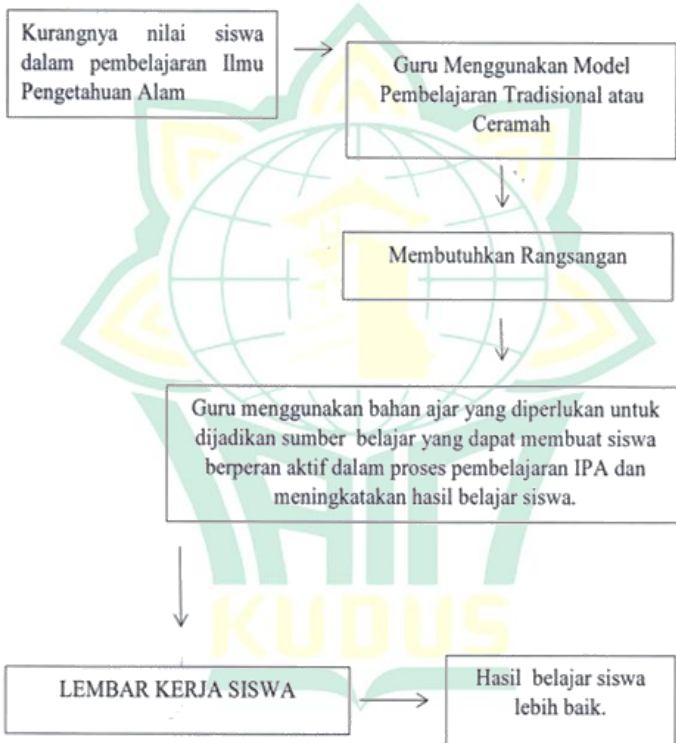 Kurangnya nilai siswa
dalam pembelajaran Ilmu
Pengetahuan Alam
Guru Menggunakan Model
Pembelajaran Tradisional atau
Ceramah
Membutuhkan Rangsangan
Guru menggunakan bahan ajar yang diperlukan untuk
dijadikan sumber belajar yang dapat membuat siswa
berperan aktif dalam proses pembelajaran IPA dan
meningkatakan hasil belajar siswa.
IAIN
KUDUS
LEMBAR KERJA SISWA
Hasil belajar siswa
lebih baik.